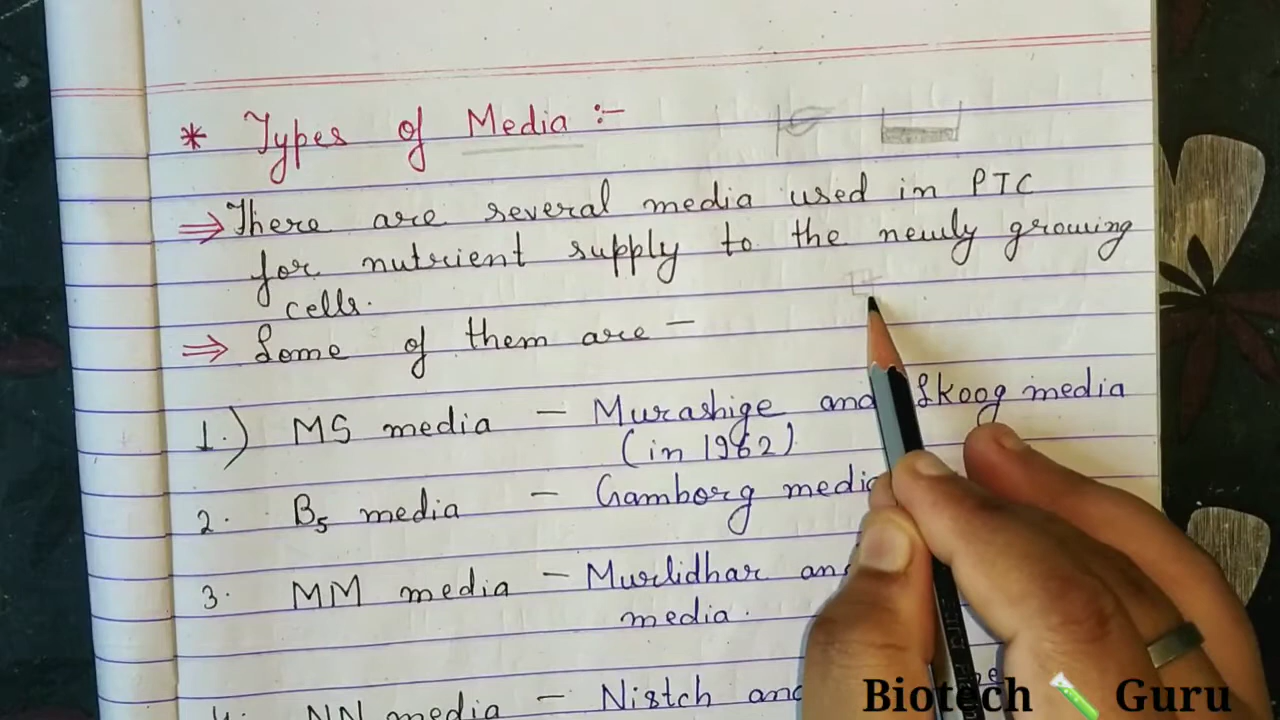 * Types of Media :-
⇒ There are several media used in PTC
for nutrient supply to the newly growing
cells.
⇒ Some of them are —
1.) MS media — Murashige and Skoog media
(in 1962)
2. B5 media — Gamborg media
3. MM media — Murlidhar and
media.
4. NN media — Nistch and
Biotech Guru